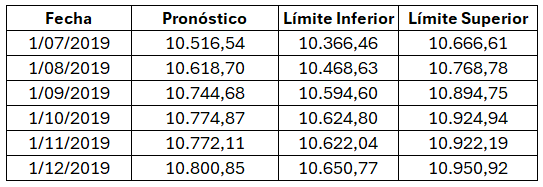 Fecha Pronóstico Límite Inferior Límite Superior
1/07/2019 10.516,54 10.366,46 10.666,61
1/08/2019 10.618,70 10.468,63 10.768,78
1/09/2019 10.744,68 10.594,60 10.894,75
1/10/2019 10.774,87 10.624,80 10.924,94
1/11/2019 10.772,11 10.622,04 10.922,19
1/12/2019 10.800,85 10.650,77 10.950,92